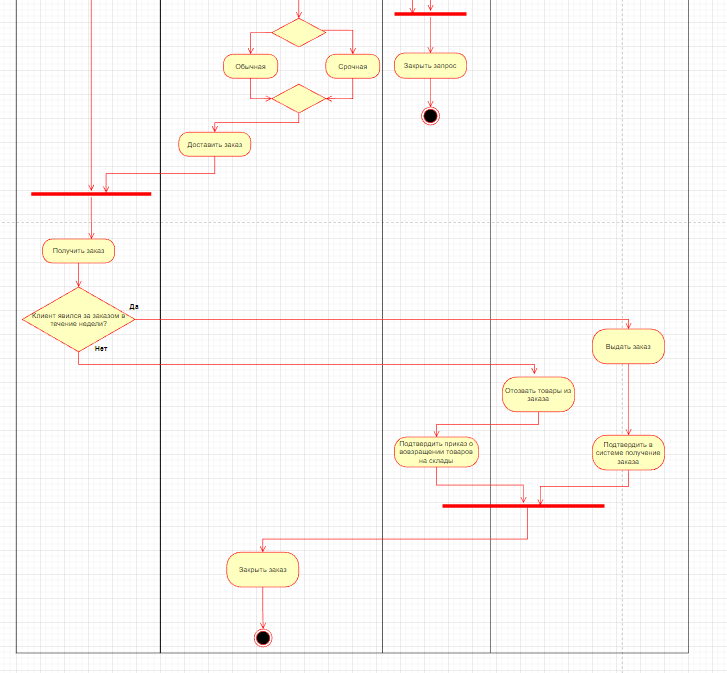 Обычная
Срочная
Закрыть запрос
Доставить заказ
Получить заказ
Да
Клиент явился за заказом в
течение недели?
Нет
Выдать заказ
Отозвать товары из
заказа
Подтвердить приказ о
вовзращении товаров
на склады
Подтвердить в
системе получение
заказа
Закрыть заказ